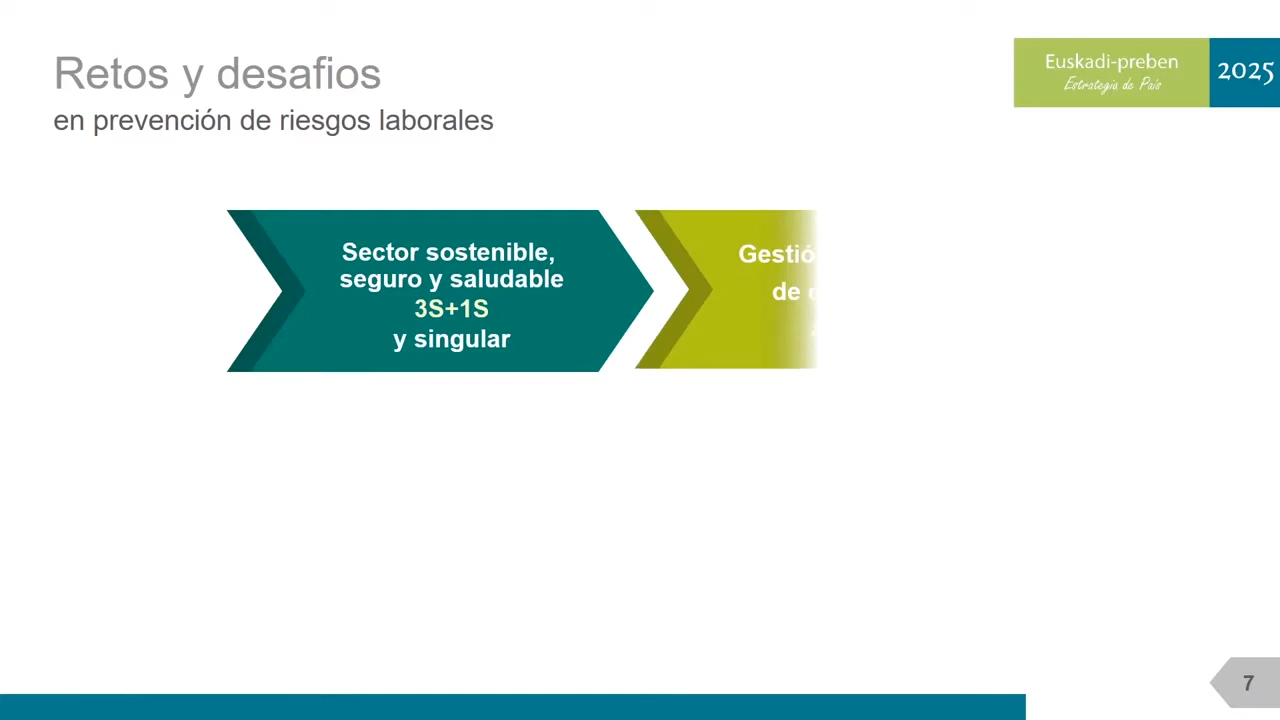 Retos y desafios
en prevención de riesgos laborales
Euskadi-preben
Estrategia de País
2025
Sector sostenible,
seguro y saludable
3S+1S
y singular
de
7